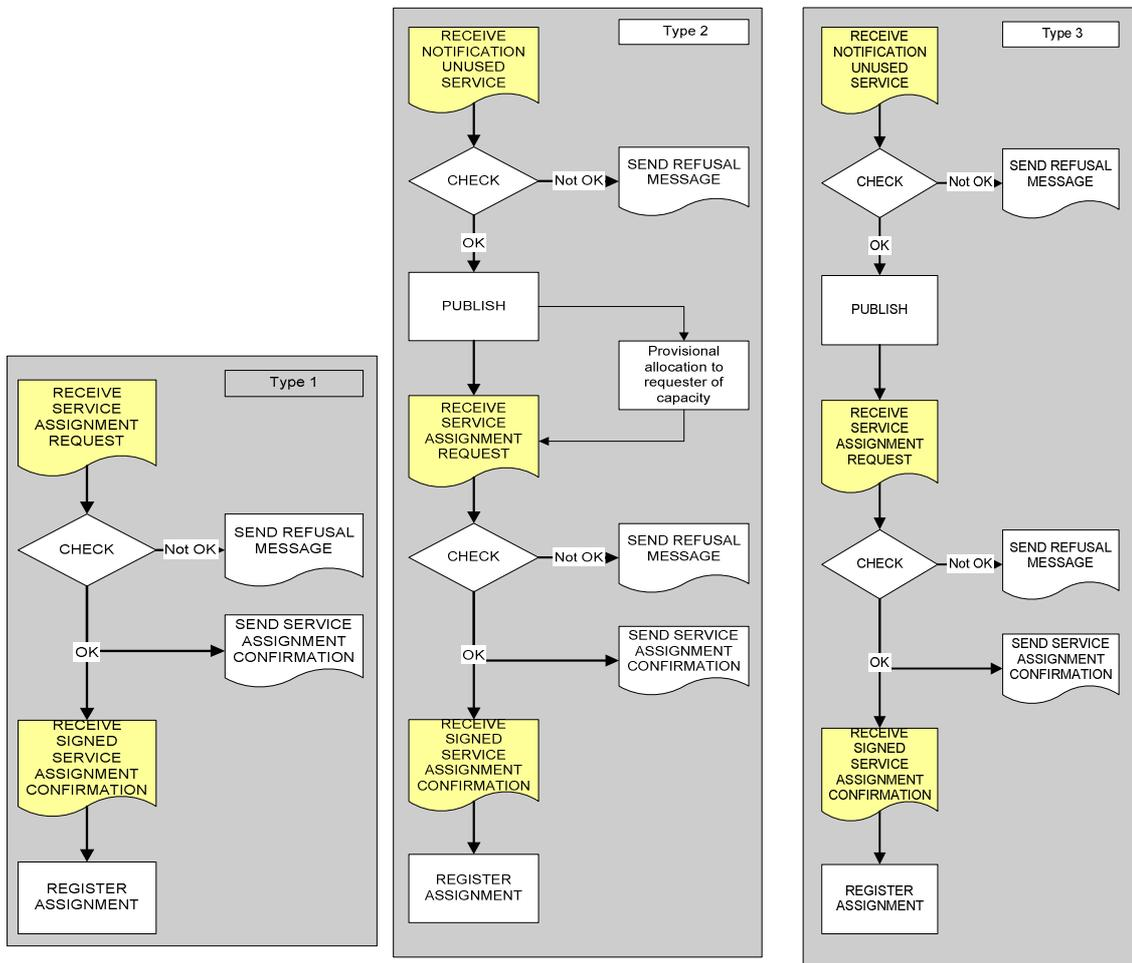 Type 1
RECEIVE
SERVICE
ASSIGNMENT
REQUEST
CHECK
Not OK
SEND REFUSAL
MESSAGE
OK
SEND SERVICE
ASSIGNMENT
CONFIRMATION
RECEIVE
SIGNED
SERVICE
ASSIGNMENT
CONFIRMATION
REGISTER
ASSIGNMENT
Type 2
RECEIVE
NOTIFICATION
UNUSED
SERVICE
CHECK
Not OK
SEND REFUSAL
MESSAGE
OK
PUBLISH
Provisional
allocation to
requester of
capacity
RECEIVE
SERVICE
ASSIGNMENT
REQUEST
CHECK
Not OK
SEND REFUSAL
MESSAGE
OK
SEND SERVICE
ASSIGNMENT
CONFIRMATION
RECEIVE
SIGNED
SERVICE
ASSIGNMENT
CONFIRMATION
REGISTER
ASSIGNMENT
Type 3
RECEIVE
NOTIFICATION
UNUSED
SERVICE
CHECK
Not OK
SEND REFUSAL
MESSAGE
OK
PUBLISH
RECEIVE
SERVICE
ASSIGNMENT
REQUEST
CHECK
Not OK
SEND REFUSAL
MESSAGE
OK
SEND SERVICE
ASSIGNMENT
CONFIRMATION
RECEIVE
SIGNED
SERVICE
ASSIGNMENT
CONFIRMATION
REGISTER
ASSIGNMENT